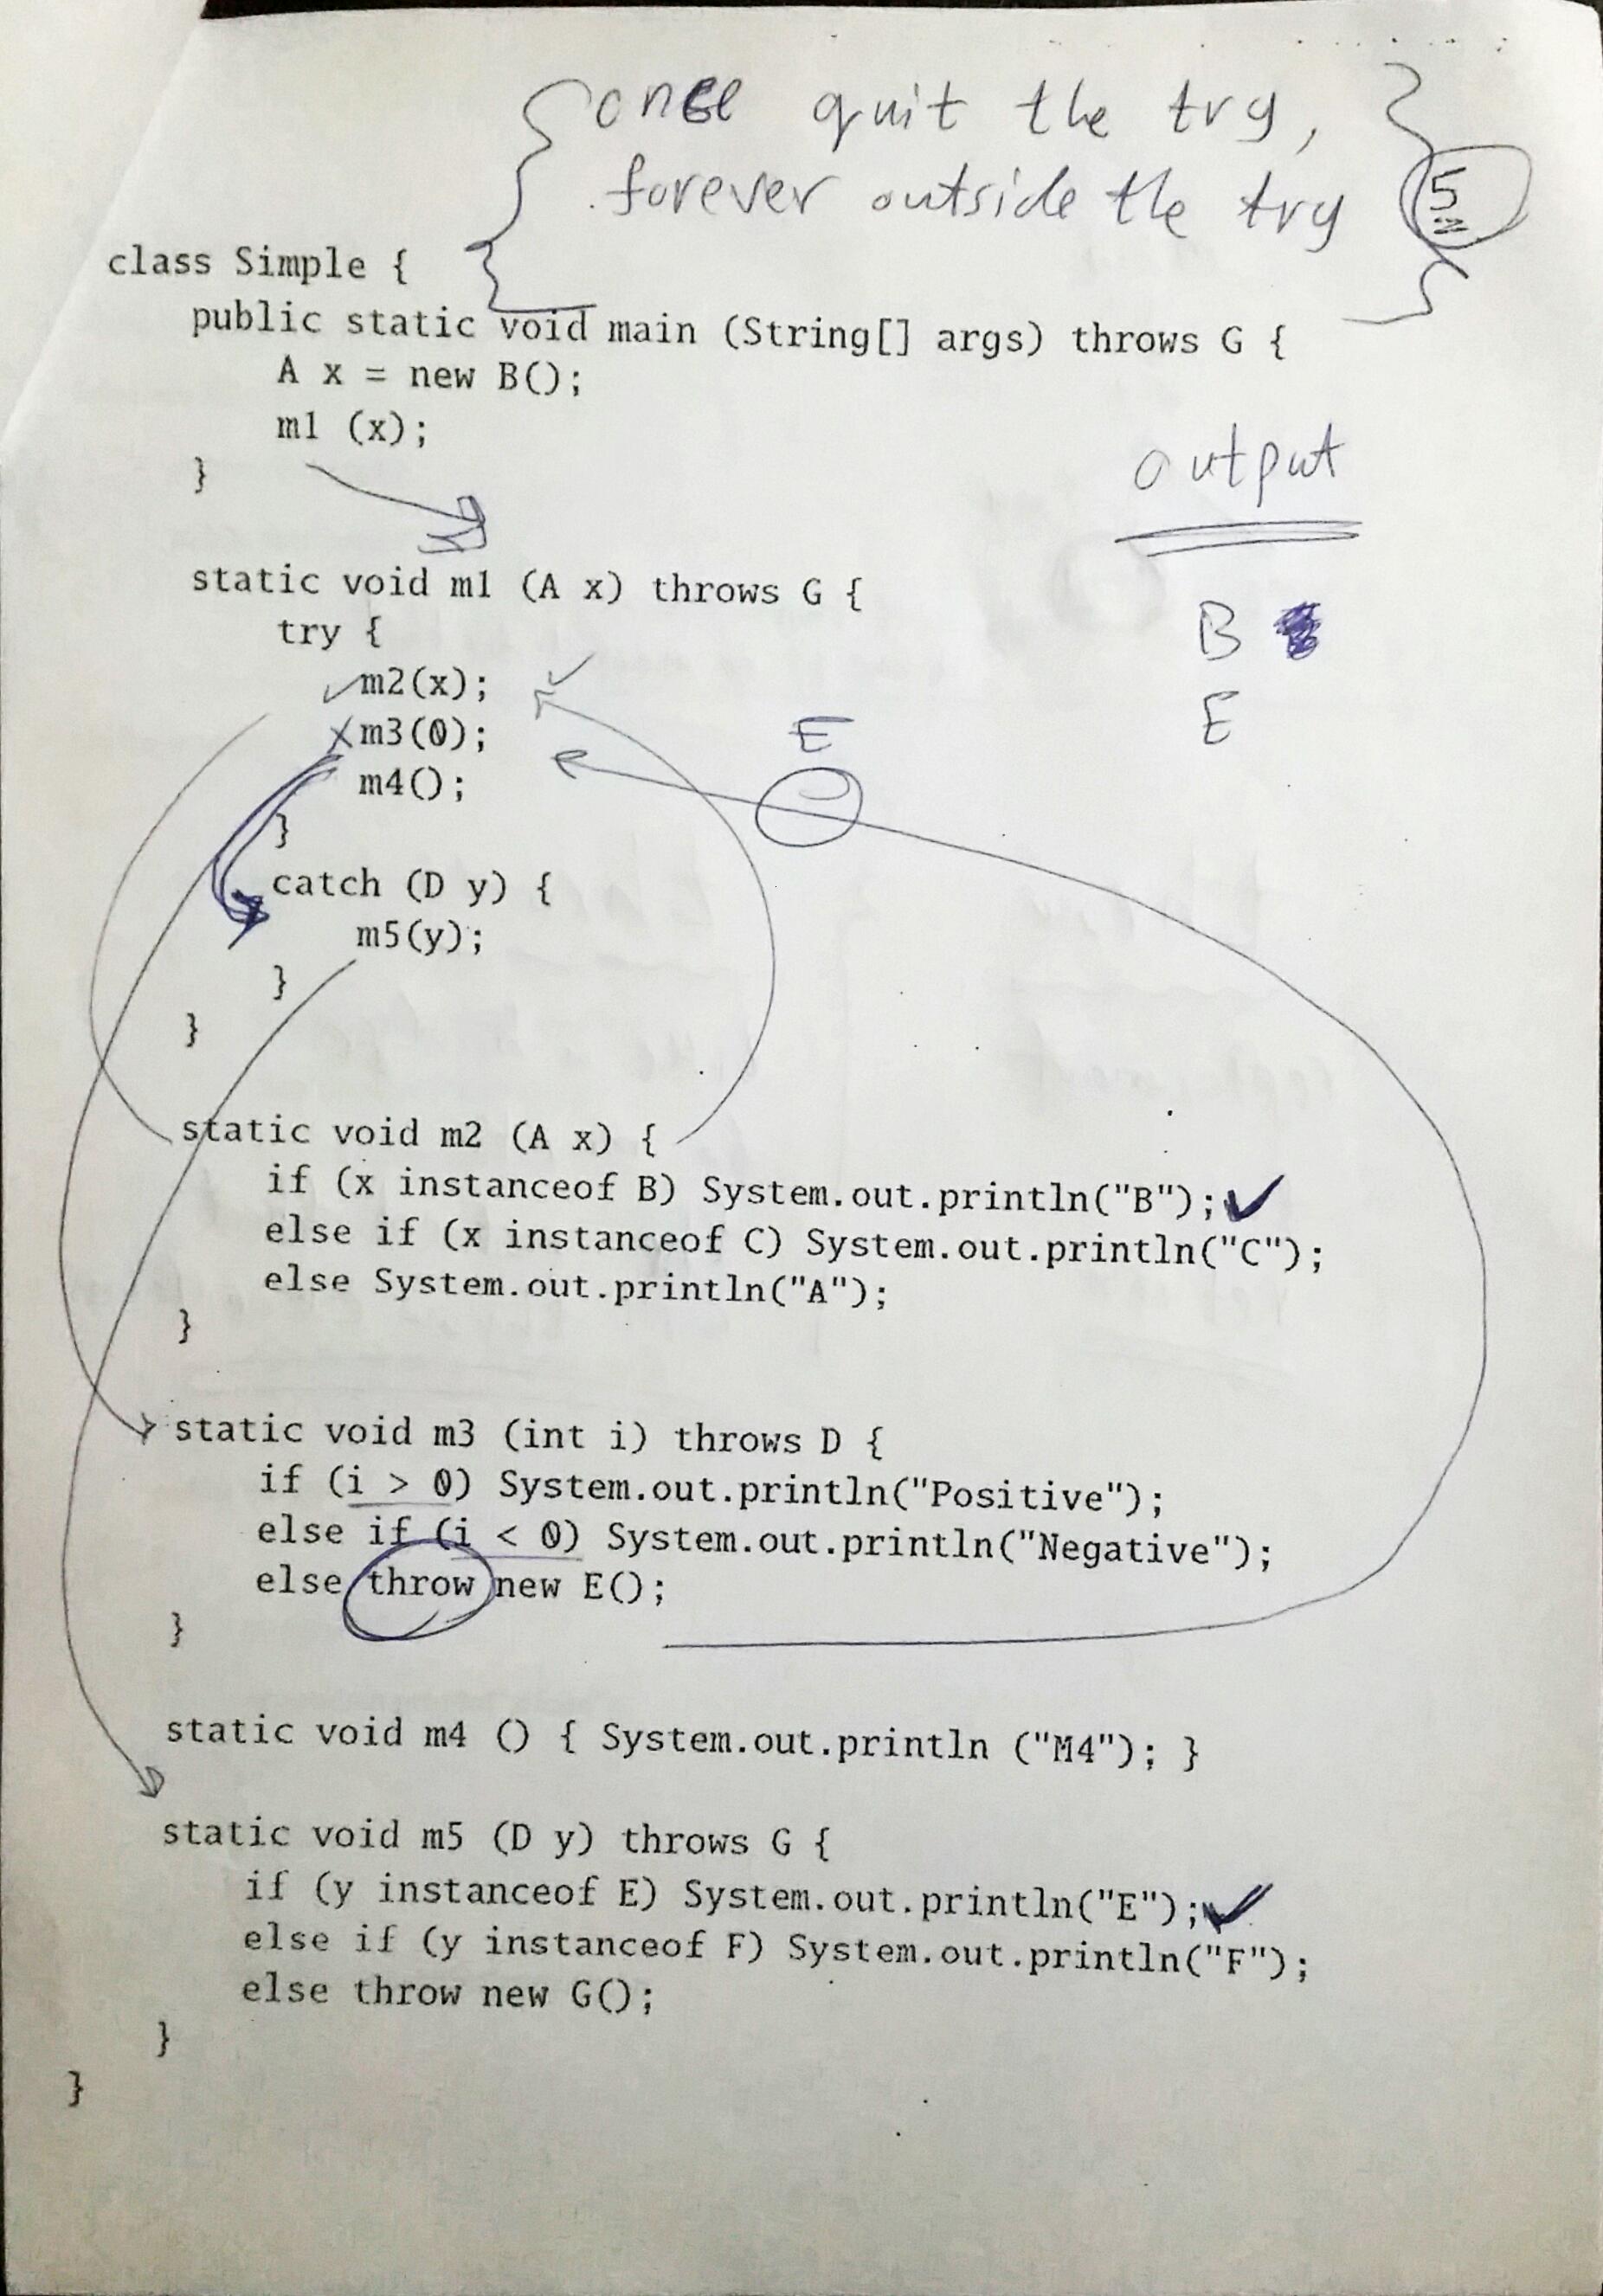 once quit the try,
forever outside the try
5
class Simple {
public static void main (String[] args) throws G {
A x = new B();
m1 (x);
}
output
static void m1 (A x) throws G {
try {
B
m2(x);
E
m3(0);
E
m4();
}
catch (D y) {
m5(y);
}
}
static void m2 (A x) {
if (x instanceof B) System.out.println("B");
else if (x instanceof C) System.out.println("C");
else System.out.println("A");
}
static void m3 (int i) throws D {
if (i > 0) System.out.println("Positive");
else if (i < 0) System.out.println("Negative");
else throw new E();
}
static void m4 () { System.out.println ("M4"); }
static void m5 (D y) throws G {
if (y instanceof E) System.out.println("E");
else if (y instanceof F) System.out.println("F");
else throw new G();
}
}